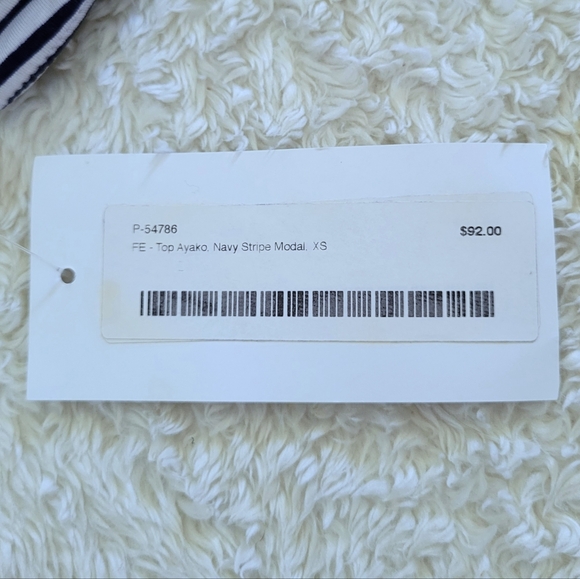 P-54786
$92.00
FE - Top Ayako, Navy Stripe Modal, XS